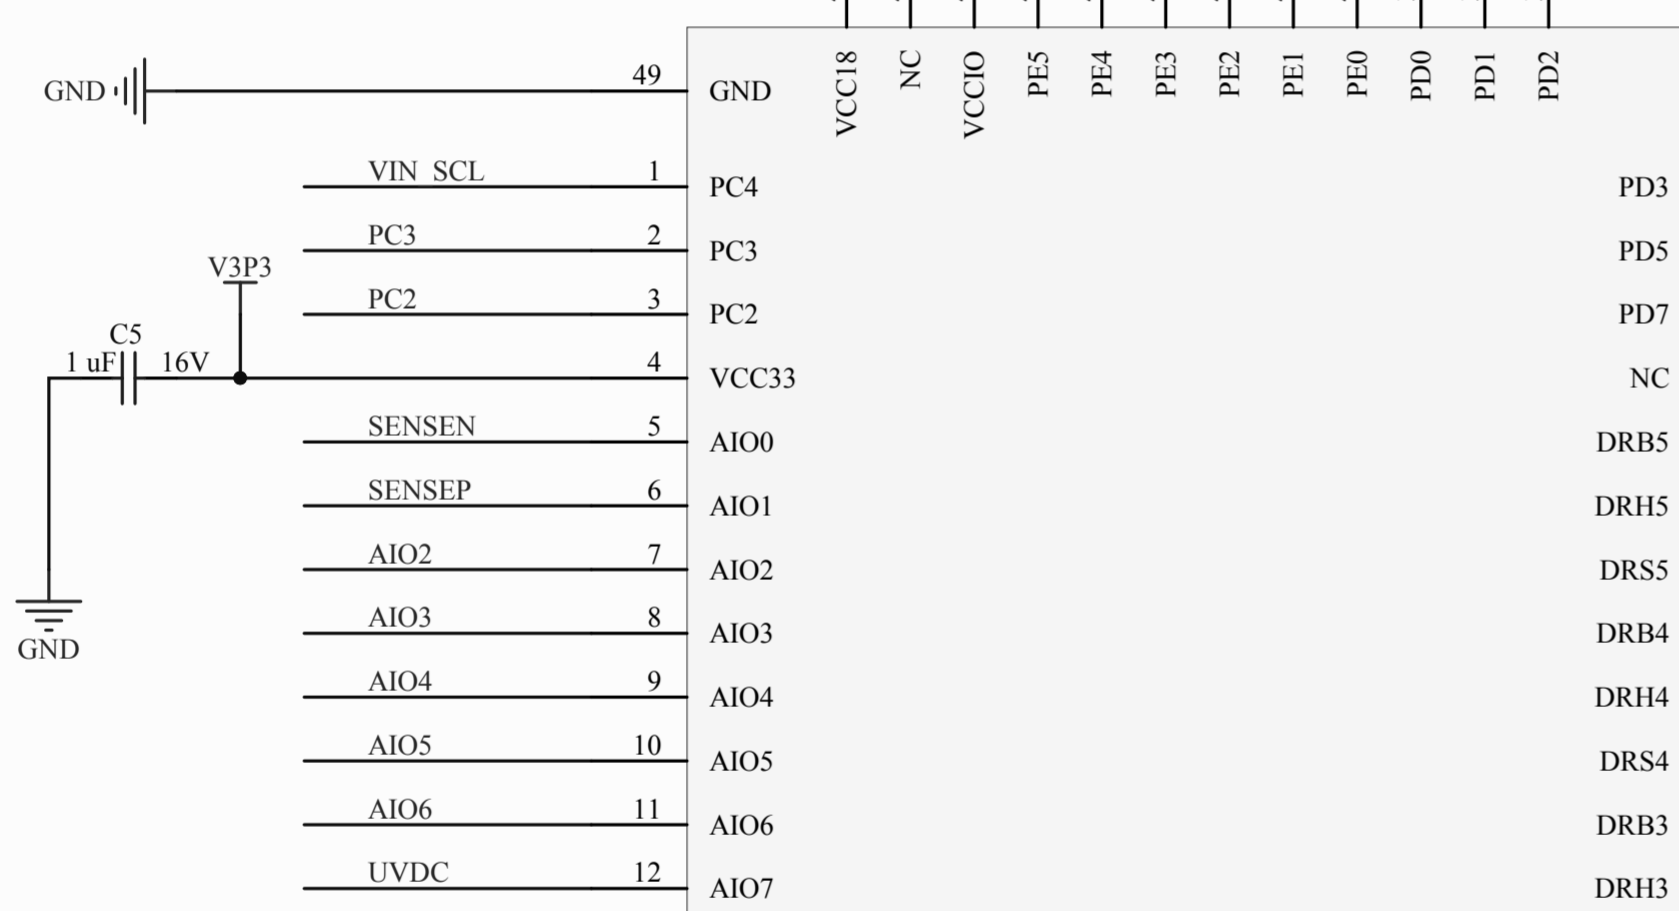 VCC18 NC VCCIO PE5 PE4 PE3 PE2 PE1 PE0 PD0 PD1 PD2
GND 49 GND
VIN SCL 1 PC4 PD3
PC3 2 PC3 PD5
V3P3
PC2 3 PC2 PD7
C5
1 uF 16V 4 VCC33 NC
SENSEN 5 AIO0 DRB5
SENSEP 6 AIO1 DRH5
AIO2 7 AIO2 DRS5
AIO3 8 AIO3 DRB4
GND
AIO4 9 AIO4 DRH4
AIO5 10 AIO5 DRS4
AIO6 11 AIO6 DRB3
UVDC 12 AIO7 DRH3